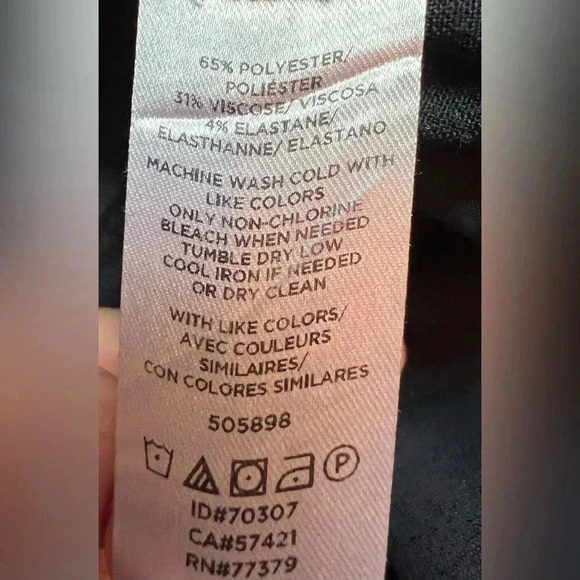 65% POLYESTER/
POLIÉSTER
31% VISCOSE/ VISCOSA
4% ELASTANE/
ELASTHANNE/ ELASTANO
MACHINE WASH COLD WITH
LIKE COLORS
ONLY NON-CHLORINE
BLEACH WHEN NEEDED
TUMBLE DRY LOW
COOL IRON IF NEEDED
OR DRY CLEAN
WITH LIKE COLORS/
AVEC COULEURS
SIMILAIRES/
CON COLORES SIMILARES
505898
P
ID#70307
CA#57421
RN#77379